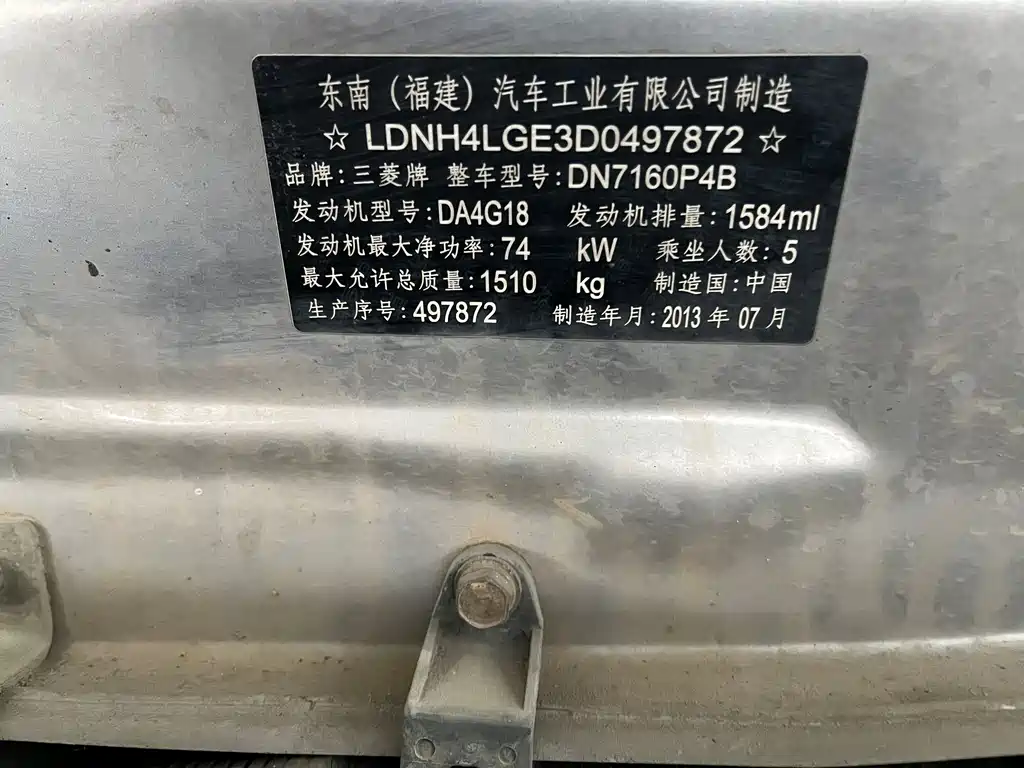 东南（福建）汽车工业有限公司制造
☆ LDNH4LGE3D0497872 ☆
品牌:三菱牌 整车型号:DN7160P4B
发动机型号:DA4G18 发动机排量:1584ml
发动机最大净功率:74 kW 乘坐人数:5
最大允许总质量:1510 kg 制造国:中国
生产序号:497872 制造年月:2013 年 07 月